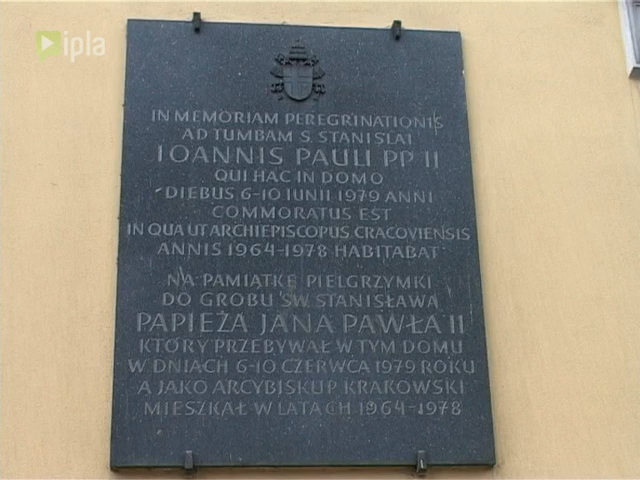 ipla
IN MEMORIAM PEREGRINATIONIS
AD TUMBAM S. STANISLAI
IOANNIS PAULI PP II
QUI HAC IN DOMO
DIEBUS 6-10 IUNII 1979 ANNI
COMMORATUS EST
IN QUA UT ARCHIEPISCOPUS CRACOVIENSIS
ANNIS 1964-1978 HABITABAT
NA PAMIĄTKĘ PIELGRZYMKI
DO GROBU ŚW. STANISŁAWA
PAPIEŻA JANA PAWŁA II
KTÓRY PRZEBYWAŁ W TYM DOMU
W DNIACH 6-10 CZERWCA 1979 ROKU
A JAKO ARCYBISKUP KRAKOWSKI
MIESZKAŁ W LATACH 1964-1978